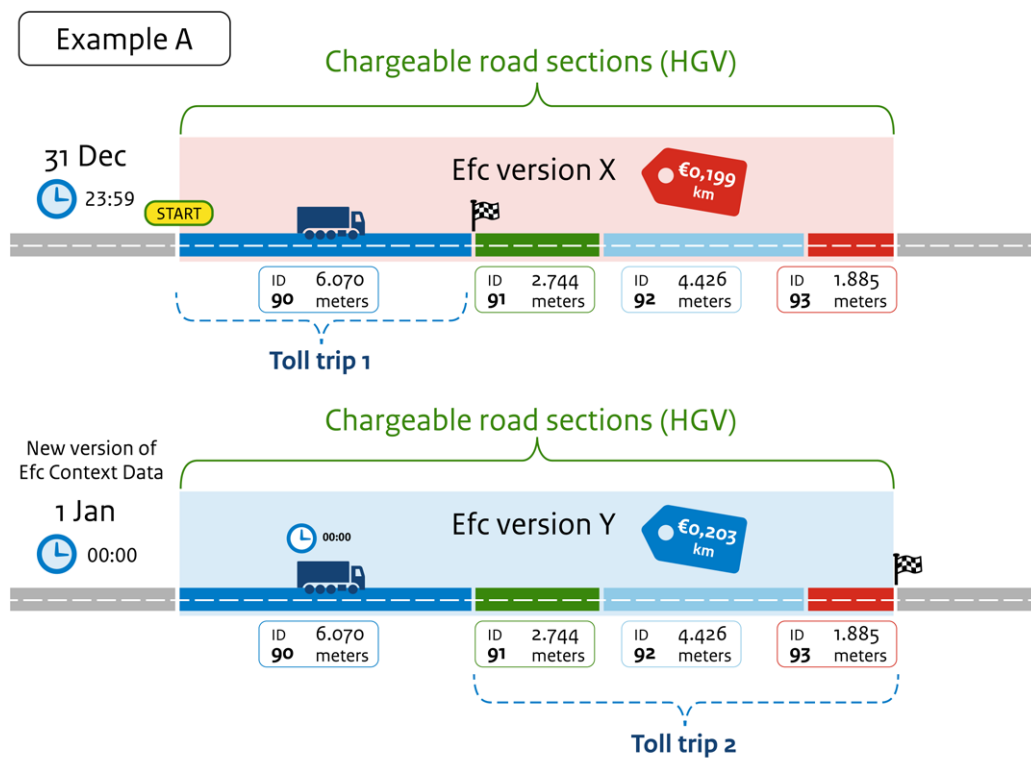 Example A
Chargeable road sections (HGV)
31 Dec
23:59
START
Efc version X
€0,199
km
ID 6.070
90 meters
ID 2.744
91 meters
ID 4.426
92 meters
ID 1.885
93 meters
Toll trip 1
Chargeable road sections (HGV)
New version of
Efc Context Data
1 Jan
00:00
00:00
Efc version Y
€0,203
km
ID 6.070
90 meters
ID 2.744
91 meters
ID 4.426
92 meters
ID 1.885
93 meters
Toll trip 2